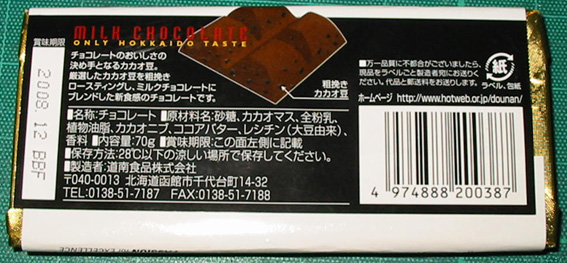 MILK CHOCOLATE
ONLY HOKKAIDO TASTE
賞味期限
2008.12 BBF
チョコレートのおいしさの
決め手となるカカオ豆。
厳選したカカオ豆を粗挽き
ロースティングし、ミルクチョコレートに
ブレンドした新食感のチョコレートです。
粗挽き
カカオ豆
■万一品質に不都合がございましたら、
現品をラベルごと製造者宛にお送りく
ださい。代品と郵送料をお送りします。
紙
ラベル、包紙
ホームページ http://www.hotweb.or.jp/dounan/
■名称:チョコレート ■原材料名:砂糖、カカオマス、全粉乳、
植物油脂、カカオニブ、ココアバター、レシチン(大豆由来)、
香料 ■内容量:70g ■賞味期限:この面左側に記載
■保存方法:28℃以下の涼しい場所で保存してください。
■製造者:道南食品株式会社
〒040-0013 北海道函館市千代台町14-32
TEL:0138-51-7187 FAX:0138-51-7188
4 974888 200387
EXCELLENCE